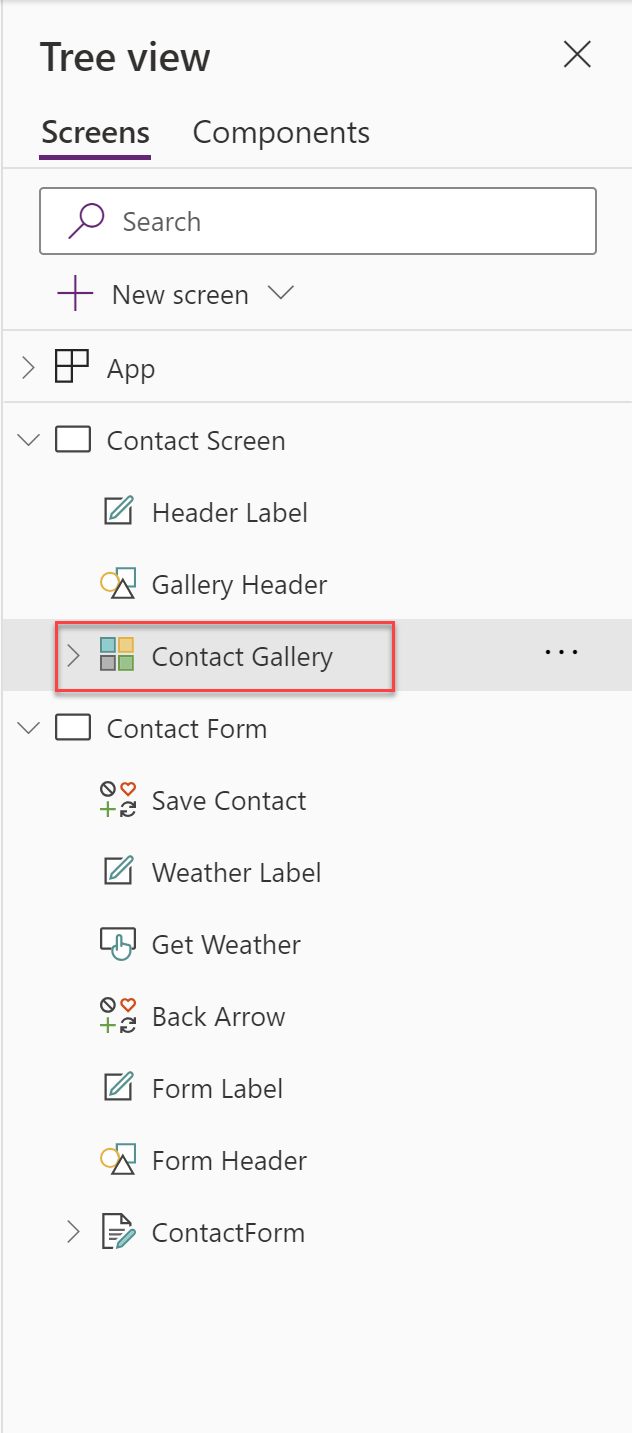 Tree view
Screens Components
Search
New screen
App
Contact Screen
Header Label
Gallery Header
Contact Gallery
Contact Form
Save Contact
Weather Label
Get Weather
Back Arrow
Form Label
Form Header
ContactForm